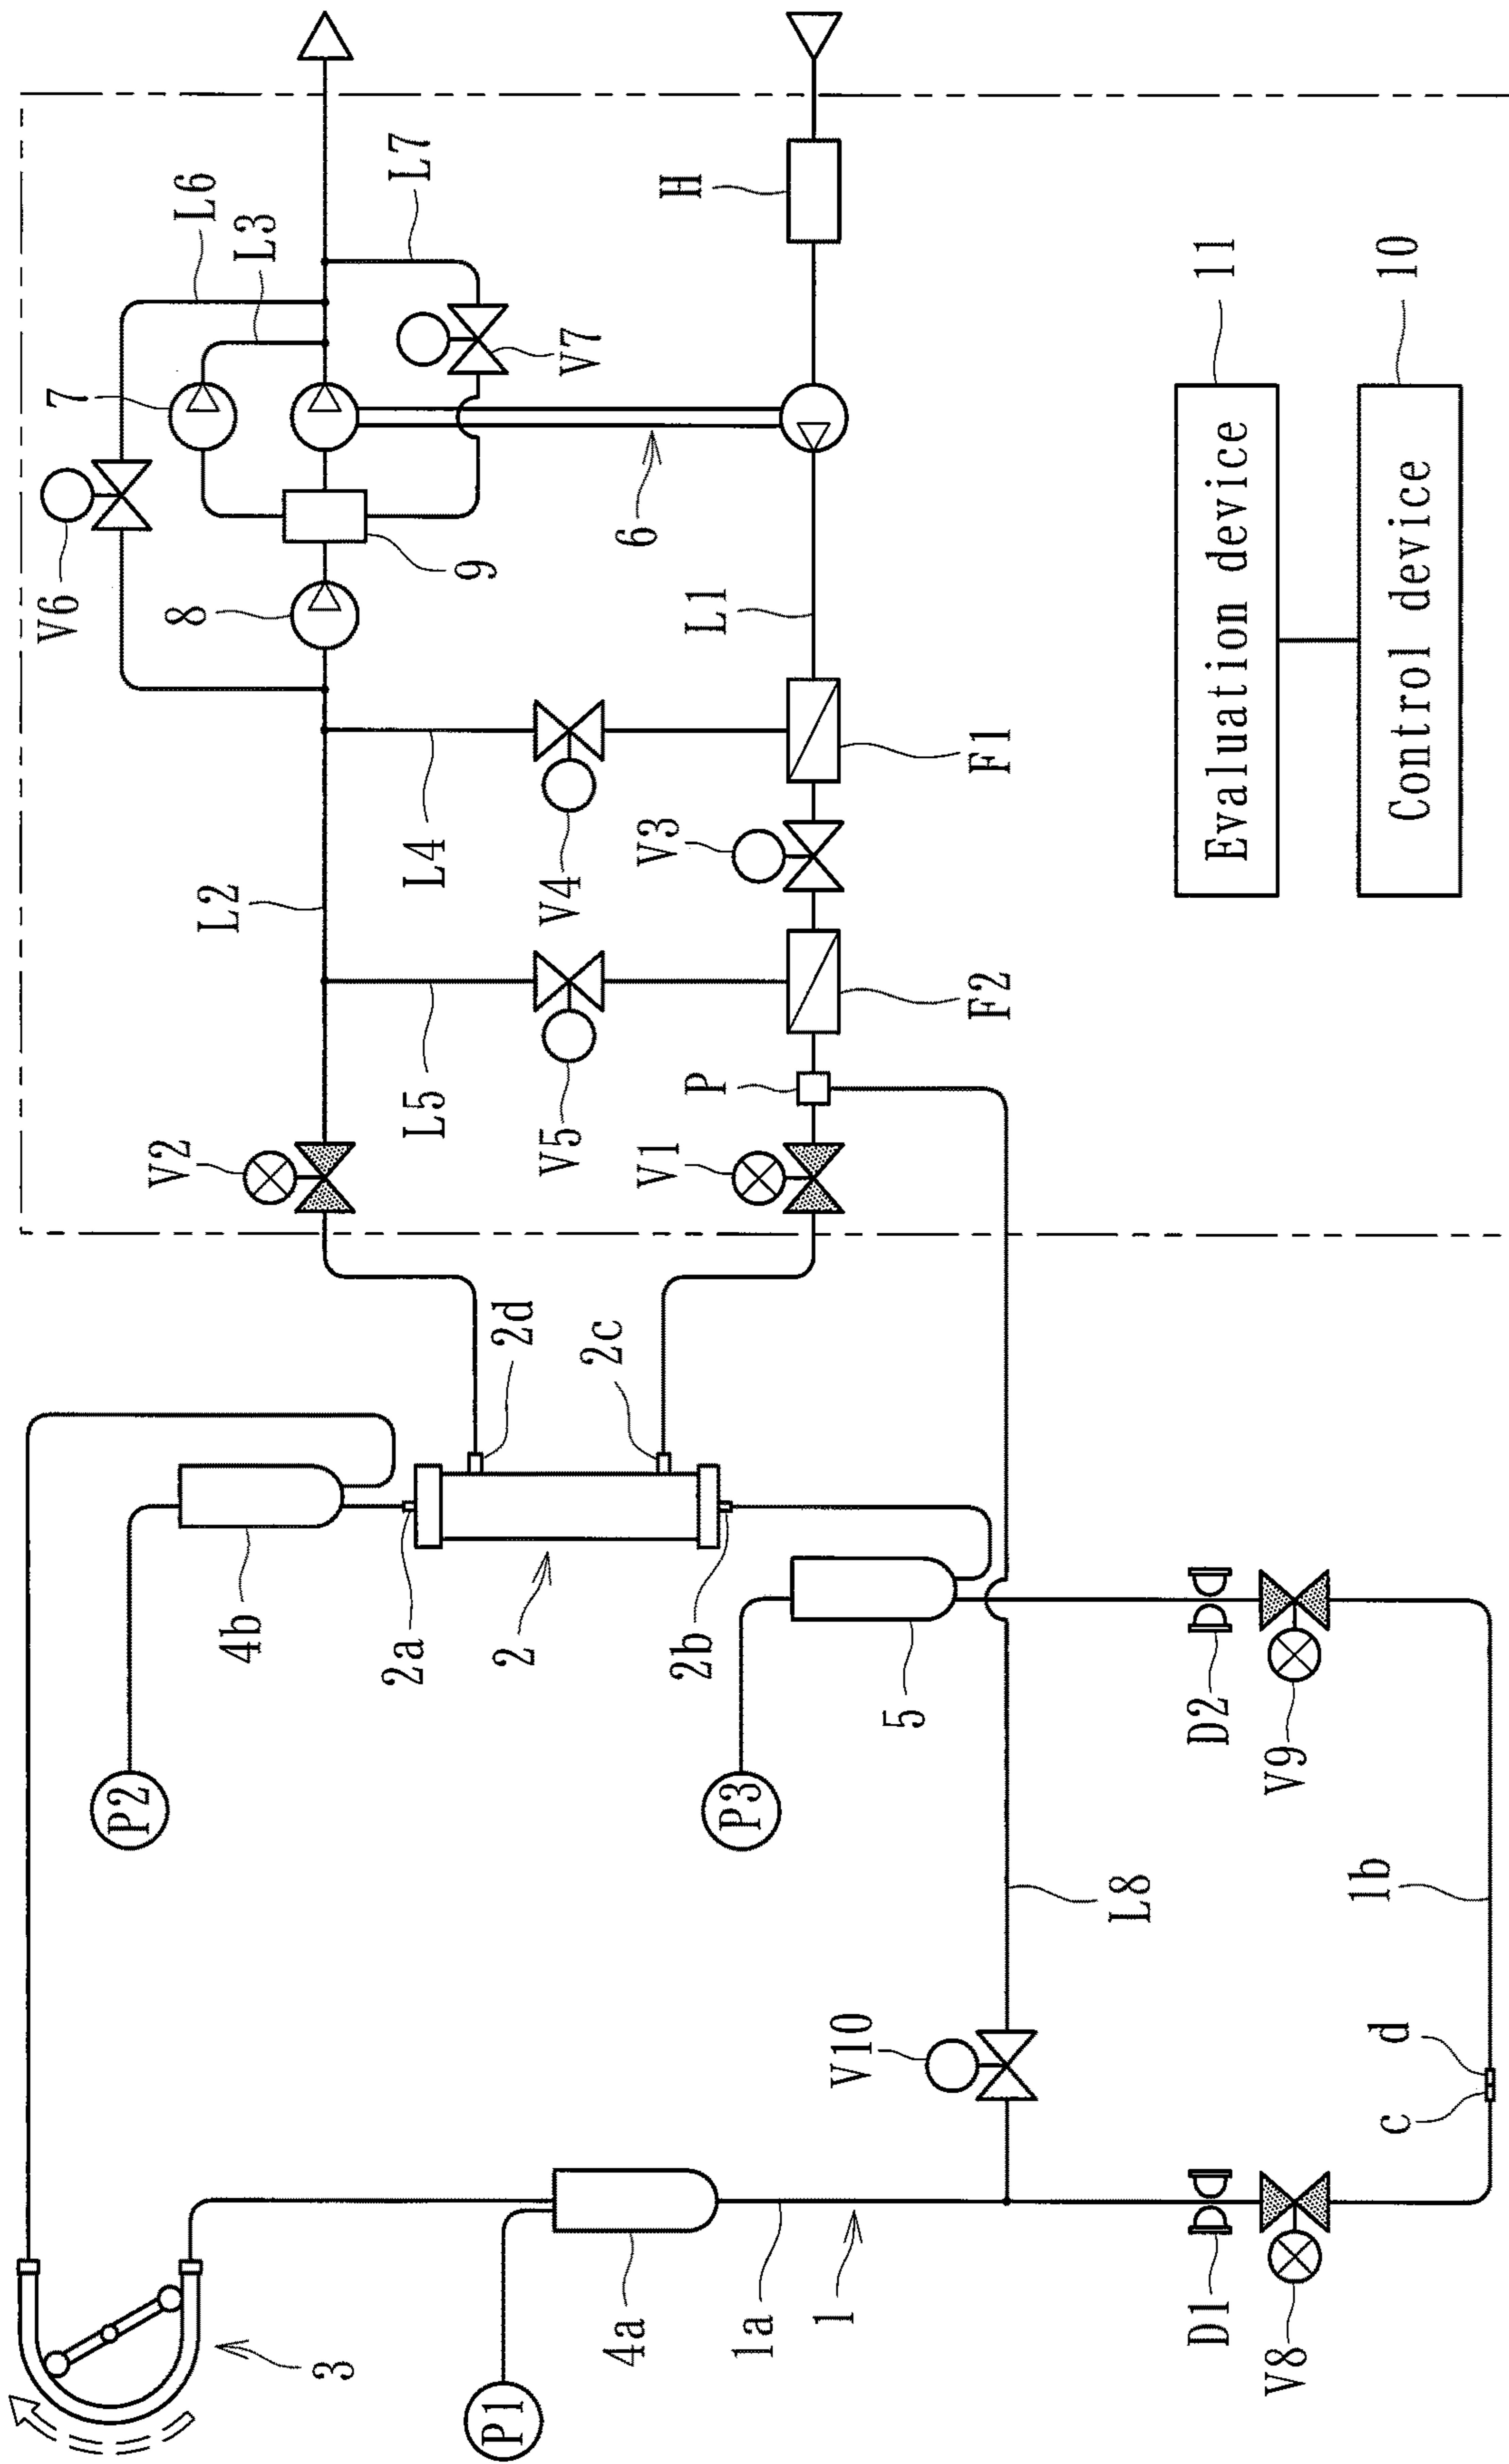 L6
L3
L7
7
V6
8
9
V7
6
H
L1
L2
L4
V4
V3
F1
L5
V5
P
F2
V2
V1
Evaluation device
11
Control device
10
2d
2c
4b
2a
2
2b
5
P2
P3
D2
V9
L8
1b
V10
d
c
3
P1
4a
1a
1
D1
V8